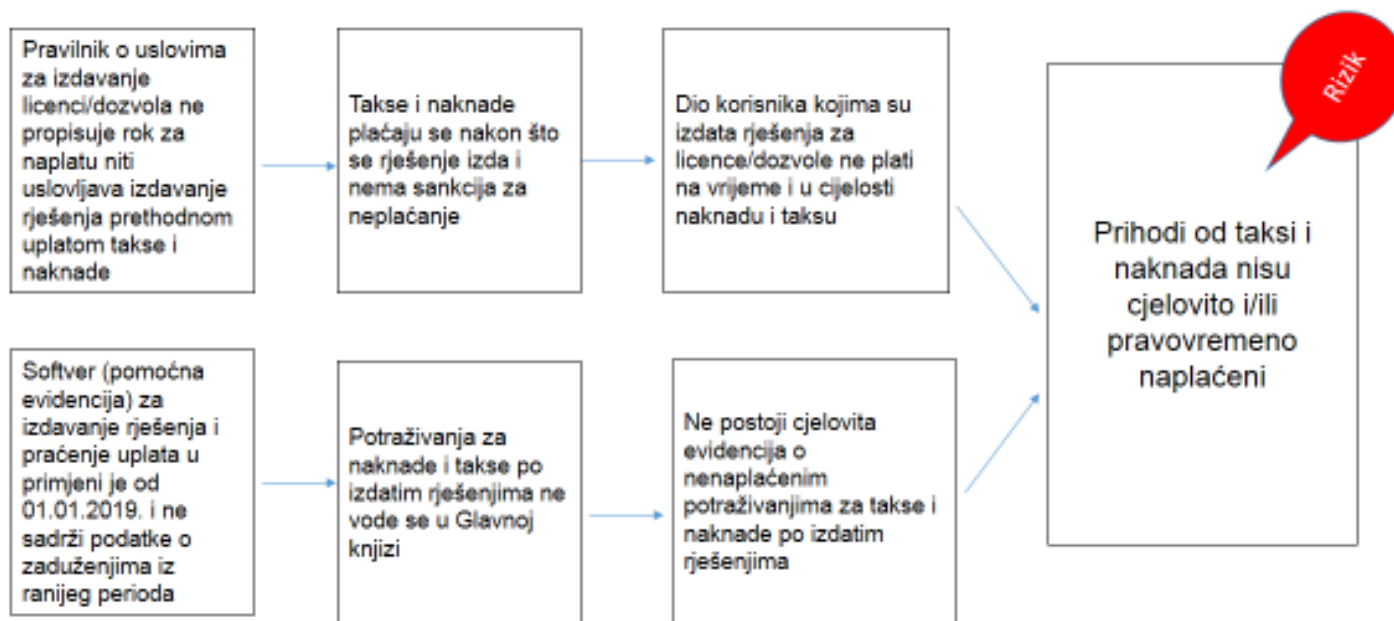 Pravilnik o uslovima
za izdavanje
licenci/dozvola ne
propisuje rok za
naplatu niti
uslovljava izdavanje
rješenja prethodnom
uplatom takse i
naknade
Takse i naknade
plaćaju se nakon što
se rješenje izda i
nema sankcija za
neplaćanje
Dio korisnika kojima su
izdata rješenja za
licence/dozvole ne plati
na vrijeme i u cijelosti
naknadu i taksu
Rizik
Prihodi od taksi i
naknada nisu
cjelovito i/ili
pravovremeno
naplaćeni
Softver (pomoćna
evidencija) za
izdavanje rješenja i
praćenje uplata u
primjeni je od
01.01.2019. i ne
sadrži podatke o
zaduženjima iz
ranijeg perioda
Potraživanja za
naknade i takse po
izdatim rješenjima ne
vode se u Glavnoj
knjizi
Ne postoji cjelovita
evidencija o
nenaplaćenim
potraživanjima za takse i
naknade po izdatim
rješenjima